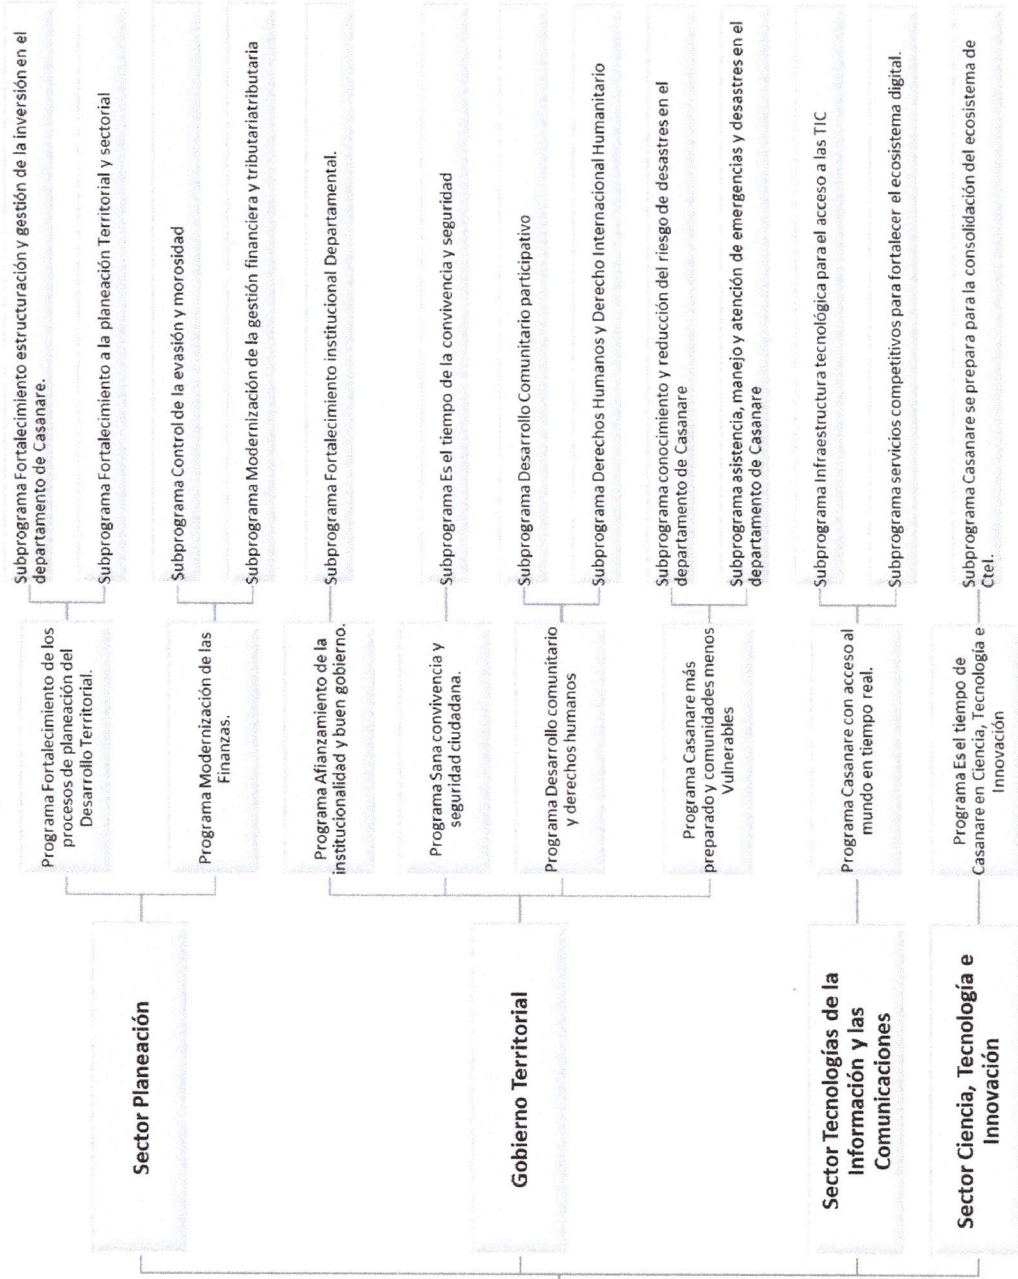 Sector Planeación
Programa Fortalecimiento de los
procesos de planeación del
Desarrollo Territorial.
Subprograma Fortalecimiento estructuración y gestión de la inversión en el
departamento de Casanare.
Subprograma Fortalecimiento a la planeación Territorial y sectorial
Programa Modernización de las
Finanzas.
Subprograma Control de la evasión y morosidad
Subprograma Modernización de la gestión financiera y tributariatributaria
Gobierno Territorial
Programa Afianzamiento de la
institucionalidad y buen gobierno.
Subprograma Fortalecimiento institucional Departamental.
Programa Sana convivencia y
seguridad ciudadana.
Subprograma Es el tiempo de la convivencia y seguridad
Programa Desarrollo comunitario
y derechos humanos
Subprograma Desarrollo Comunitario participativo
Subprograma Derechos Humanos y Derecho Internacional Humanitario
Programa Casanare más
preparado y comunidades menos
Vulnerables
Subprograma conocimiento y reducción del riesgo de desastres en el
departamento de Casanare
Subprograma asistencia, manejo y atención de emergencias y desastres en el
departamento de Casanare
Sector Tecnologías de la
Información y las
Comunicaciones
Programa Casanare con acceso al
mundo en tiempo real.
Subprograma Infraestructura tecnológica para el acceso a las TIC
Subprograma servicios competitivos para fortalecer el ecosistema digital.
Sector Ciencia, Tecnología e
Innovación
Programa Es el tiempo de
Casanare en Ciencia, Tecnología e
Innovación
Subprograma Casanare se prepara para la consolidación del ecosistema de
CteI.